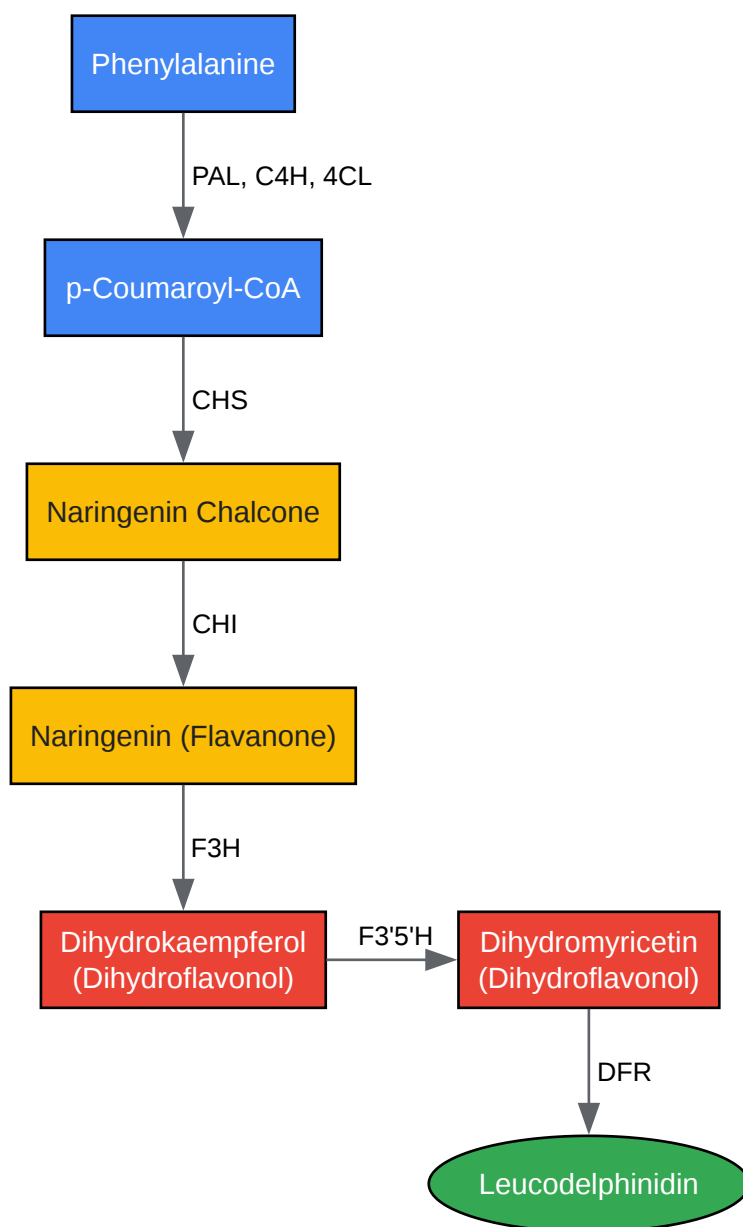 Phenylalanine
PAL, C4H, 4CL
p-Coumaroyl-CoA
CHS
Naringenin Chalcone
CHI
Naringenin (Flavanone)
F3H
Dihydrokaempferol
(Dihydroflavonol)
F3'5'H
Dihydromyricetin
(Dihydroflavonol)
DFR
Leucodelphinidin